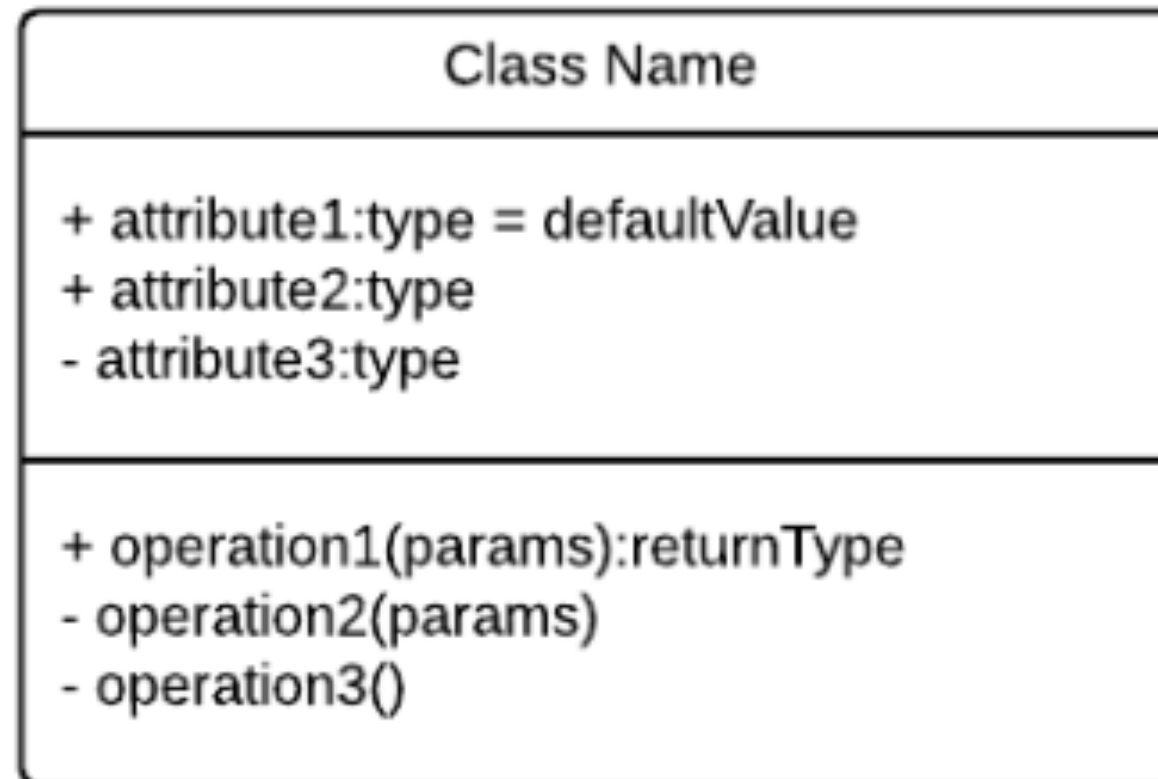 Class Name
+ attribute1:type = defaultValue
+ attribute2:type
- attribute3:type
+ operation1(params):returnType
- operation2(params)
- operation3()